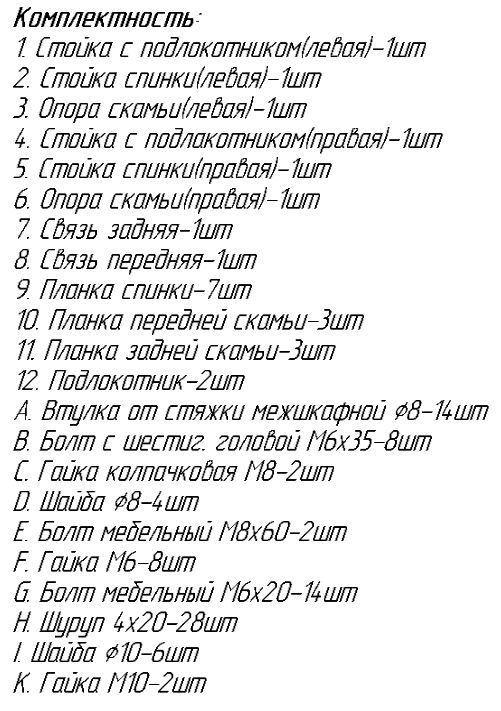 Комплектность:
1. Стойка с подлокотником(левая)-1шт
2. Стойка спинки(левая)-1шт
3. Опора скамьи(левая)-1шт
4. Стойка с подлакотником(правая)-1шт
5. Стойка спинки(правая)-1шт
6. Опора скамьи(правая)-1шт
7. Связь задняя-1шт
8. Связь передняя-1шт
9. Планка спинки-7шт
10. Планка передней скамьи-3шт
11. Планка задней скамьи-3шт
12. Подлокотник-2шт
A. Втулка от стяжки межшкафной ϕ8-14шт
B. Болт с шестиг. головой М6х35-8шт
C. Гайка колпачковая М8-2шт
D. Шайба ϕ8-4шт
E. Болт мебельный М8х60-2шт
F. Гайка М6-8шт
G. Болт мебельный М6х20-14шт
H. Шуруп 4х20-28шт
I. Шайба ϕ10-6шт
K. Гайка М10-2шт